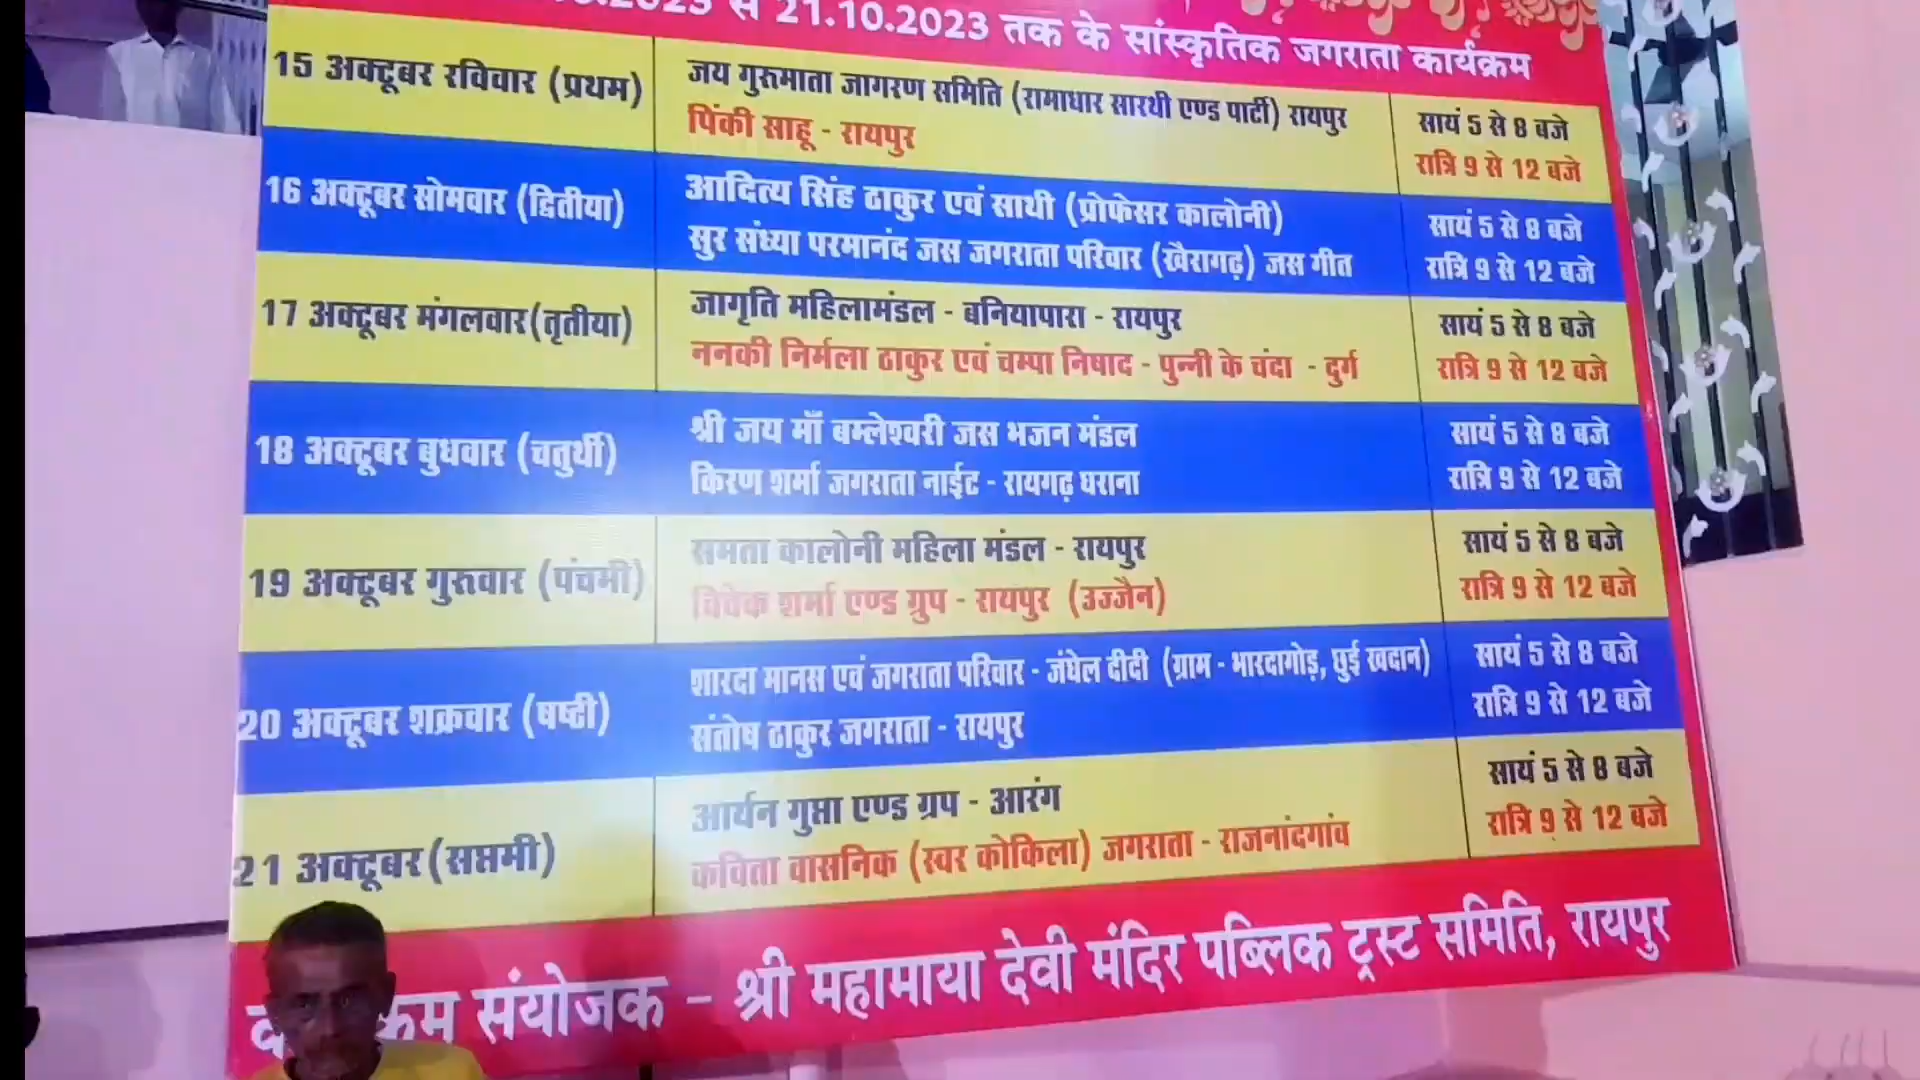 से 21.10.2023 तक के सांस्कृतिक जगराता कार्यक्रम
15 अक्टूबर रविवार (प्रथम)
जय गुरुमाता जागरण समिति (रामाधार सारथी एण्ड पार्टी) रायपुर
पिंकी साहू - रायपुर
सायं 5 से 8 बजे
रात्रि 9 से 12 बजे
16 अक्टूबर सोमवार (द्वितीया)
आदित्य सिंह ठाकुर एवं साथी (प्रोफेसर कालोनी)
सुर संध्या परमानंद जस जगराता परिवार (खैरागढ़) जस गीत
सायं 5 से 8 बजे
रात्रि 9 से 12 बजे
17 अक्टूबर मंगलवार(तृतीया)
जागृति महिलामंडल - बनियापारा - रायपुर
ननकी निर्मला ठाकुर एवं चम्पा निषाद - पुन्नी के चंदा - दुर्ग
सायं 5 से 8 बजे
रात्रि 9 से 12 बजे
18 अक्टूबर बुधवार (चतुर्थी)
श्री जय माँ बम्लेश्वरी जस भजन मंडल
किरण शर्मा जगराता नाईट - रायगढ़ घराना
सायं 5 से 8 बजे
रात्रि 9 से 12 बजे
19 अक्टूबर गुरुवार (पंचमी)
समता कालोनी महिला मंडल - रायपुर
विवेक शर्मा एण्ड ग्रुप - रायपुर (उज्जैन)
सायं 5 से 8 बजे
रात्रि 9 से 12 बजे
20 अक्टूबर शक्रवार (षष्ठी)
शारदा मानस एवं जगराता परिवार - जंघेल दीदी (ग्राम - भारदागोड़, छुई खदान)
संतोष ठाकुर जगराता - रायपुर
सायं 5 से 8 बजे
रात्रि 9 से 12 बजे
21 अक्टूबर(सप्तमी)
आर्यन गुप्ता एण्ड ग्रप - आरंग
कविता वासनिक (स्वर कोकिला) जगराता - राजनांदगांव
सायं 5 से 8 बजे
रात्रि 9 से 12 बजे
संयोजक - श्री महामाया देवी मंदिर पब्लिक ट्रस्ट समिति, रायपुर